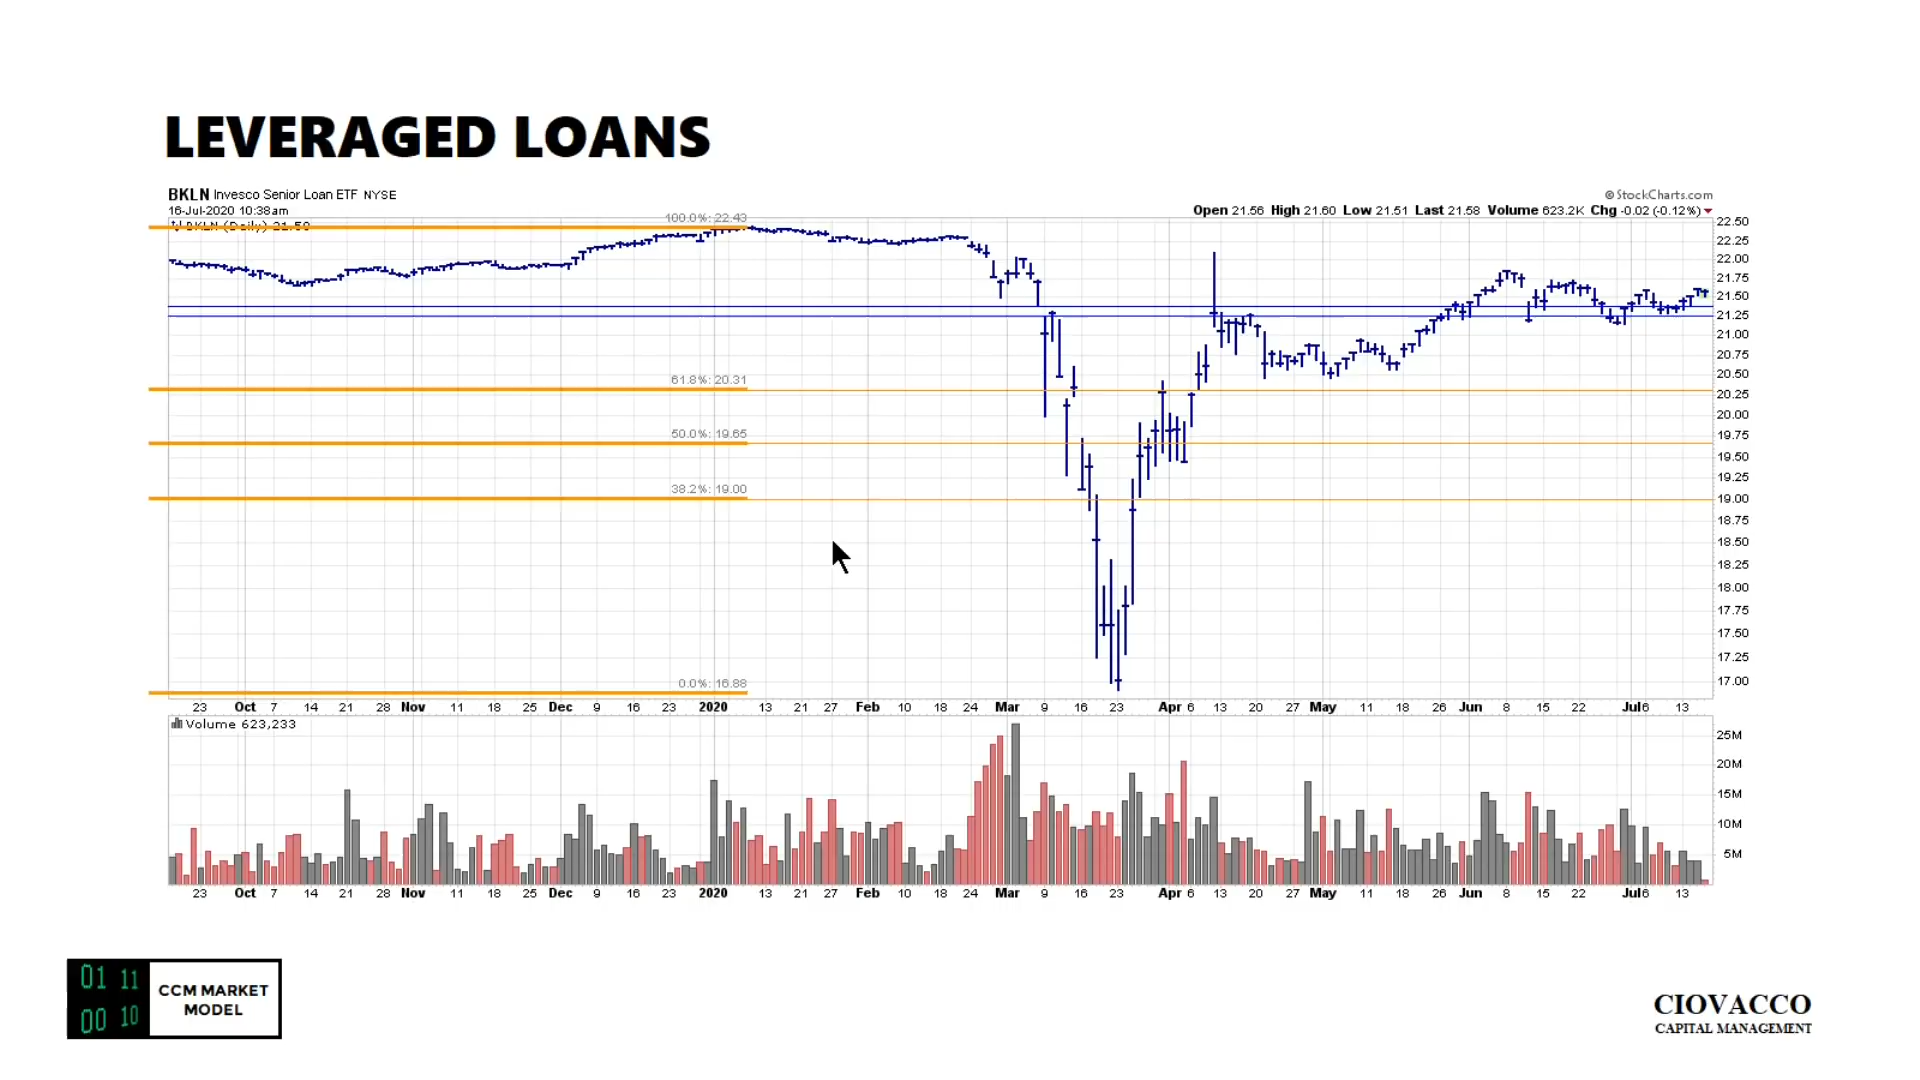 LEVERAGED LOANS
BKLN Invesco Senior Loan ETF NYSE
© StockCharts.com
16-Jul-2020 10:38am
Open 21.56 High 21.60 Low 21.51 Last 21.58 Volume 623.2K Chg -0.02 (-0.12%)
BKLN (Daily) 21.59
100.0%: 22.43
61.8%: 20.31
50.0%: 19.65
38.2%: 19.00
0.0%: 16.88
22.50
22.25
22.00
21.75
21.50
21.25
21.00
20.75
20.50
20.25
20.00
19.75
19.50
19.25
19.00
18.75
18.50
18.25
18.00
17.75
17.50
17.25
17.00
23 Oct 7 14 21 28 Nov 11 18 25 Dec 9 16 23 2020 13 21 27 Feb 10 18 24 Mar 9 16 23 Apr 6 13 20 27 May 11 18 26 Jun 8 15 22 Jul 6 13
Volume 623,233
25M
20M
15M
10M
5M
23 Oct 7 14 21 28 Nov 11 18 25 Dec 9 16 23 2020 13 21 27 Feb 10 18 24 Mar 9 16 23 Apr 6 13 20 27 May 11 18 26 Jun 8 15 22 Jul 6 13
01 11
00 10
CCM MARKET
MODEL
CIOVACCO
CAPITAL MANAGEMENT